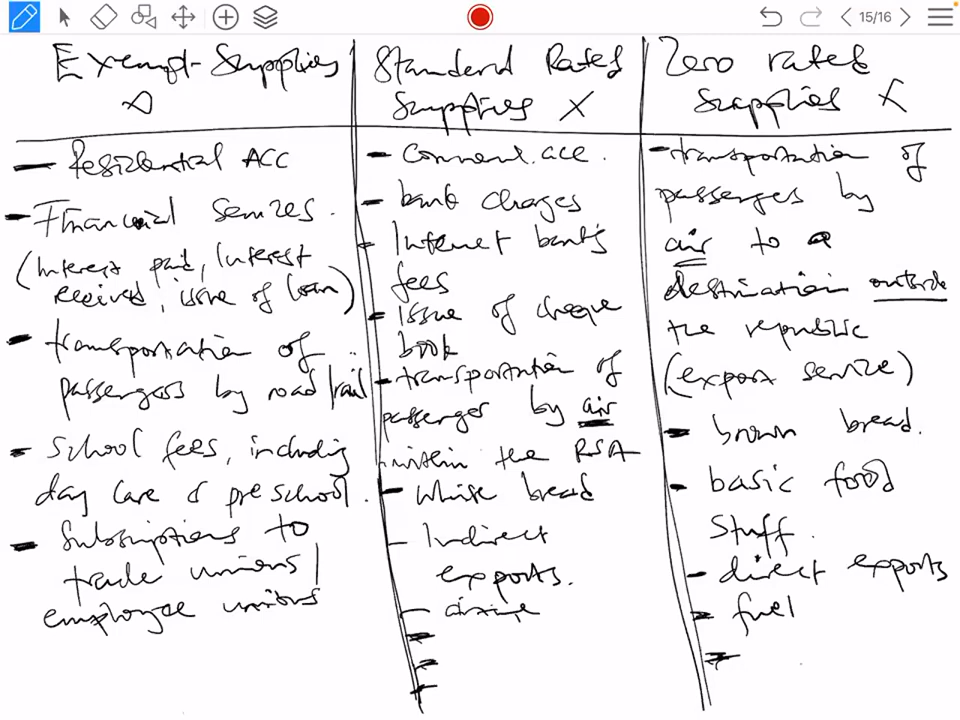 15/16
Exempt Supplies
Standard Rated
Supplies X
Zero rated
Supplies
- Residential ACC
- Financial services.
(Interest paid, Interest
received, issue of loan)
- transportation of
passengers by road/rail
- School fees, including
day care & preschool.
- Subscriptions to
trade unions/
employee unions
- acc.
- bank charges
- Internet bank's
fees
- issue of cheque
book
- transportation of
passenger by air
within the RSA
- White bread
- Indirect
exports.
- transportation of
passengers by
air to a
destination outside
the republic
(export service)
- brown bread.
- basic food
stuff.
- direct exports
- fuel